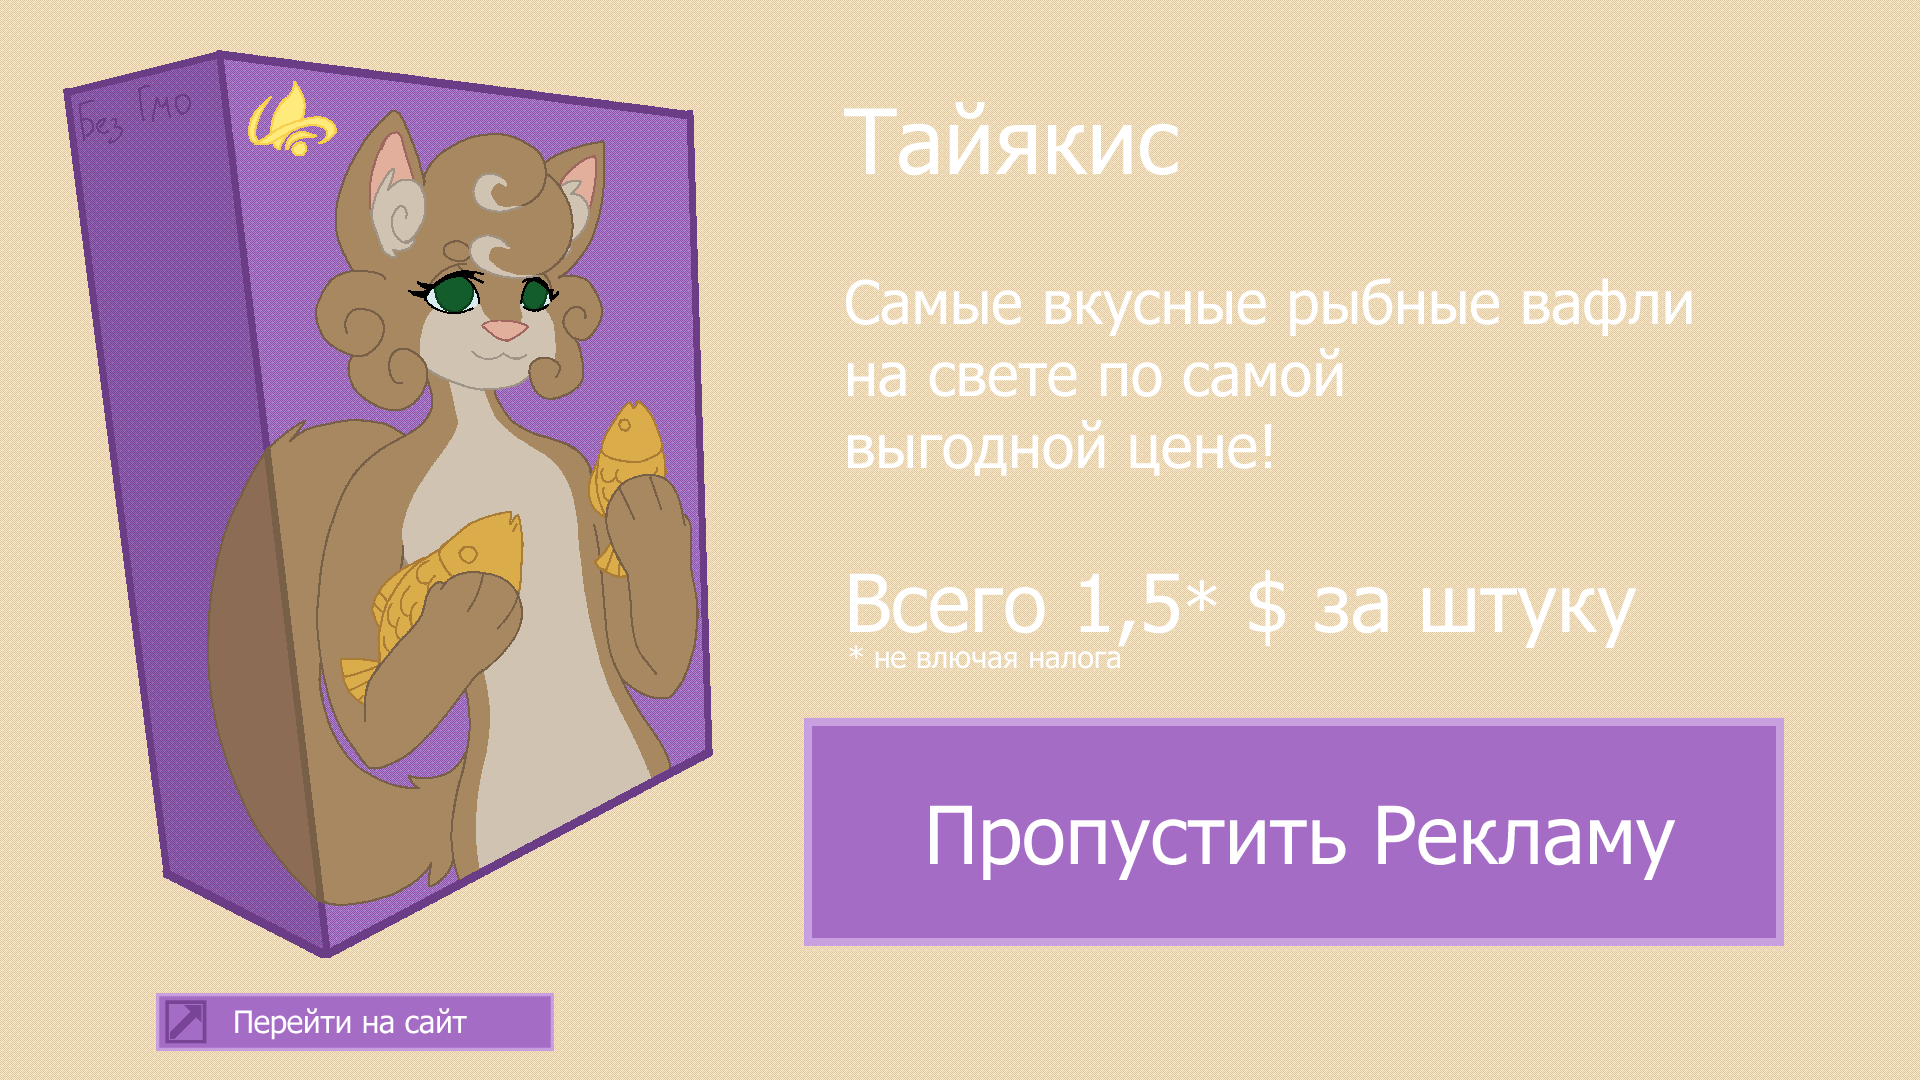 Без Гмо
Тайякис
Самые вкусные рыбные вафли
на свете по самой
выгодной цене!
Всего 1,5* $ за штуку
* не влючая налога
Пропустить Рекламу
Перейти на сайт